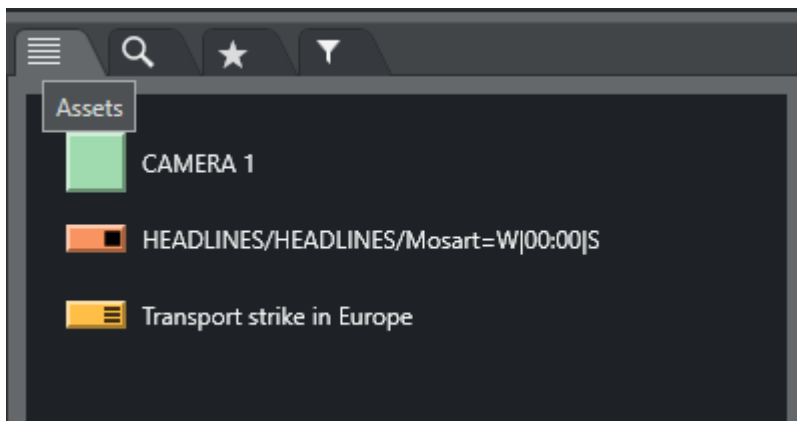 Assets
CAMERA 1
HEADLINES/HEADLINES/Mosart=W|00:00|S
Transport strike in Europe